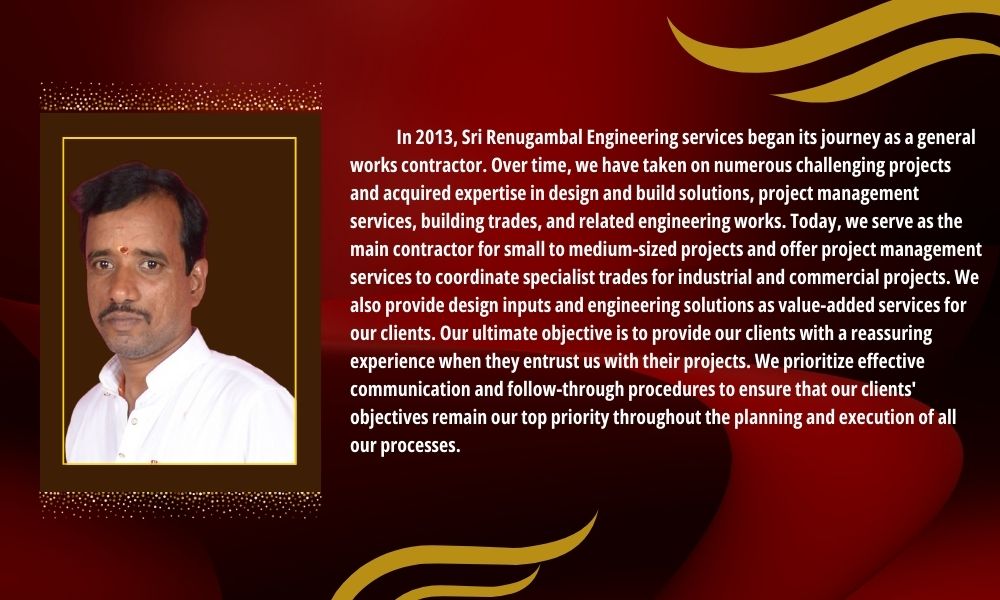 In 2013, Sri Renugambal Engineering services began its journey as a general
works contractor. Over time, we have taken on numerous challenging projects
and acquired expertise in design and build solutions, project management
services, building trades, and related engineering works. Today, we serve as the
main contractor for small to medium-sized projects and offer project management
services to coordinate specialist trades for industrial and commercial projects. We
also provide design inputs and engineering solutions as value-added services for
our clients. Our ultimate objective is to provide our clients with a reassuring
experience when they entrust us with their projects. We prioritize effective
communication and follow-through procedures to ensure that our clients'
objectives remain our top priority throughout the planning and execution of all
our processes.